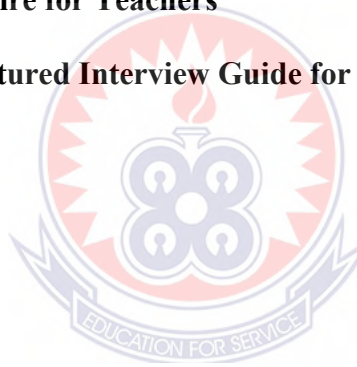 ire for Teachers
tured Interview Guide for
EDUCATION FOR SERVICE